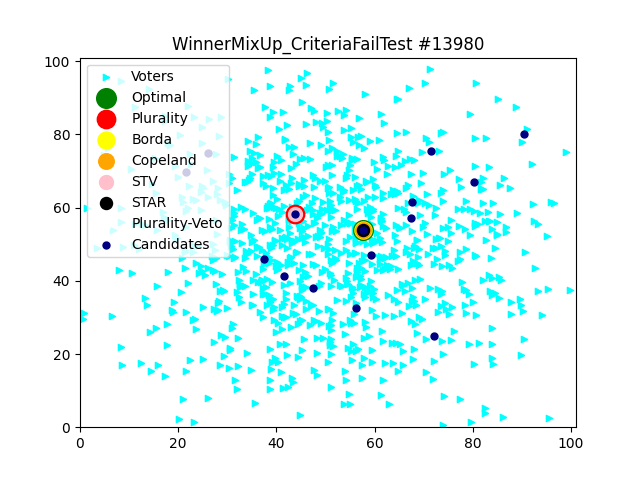 WinnerMixUp_CriteriaFailTest #13980
Voters
Optimal
Plurality
Borda
Copeland
STV
STAR
Plurality-Veto
Candidates
100
80
60
40
20
0
0 20 40 60 80 100